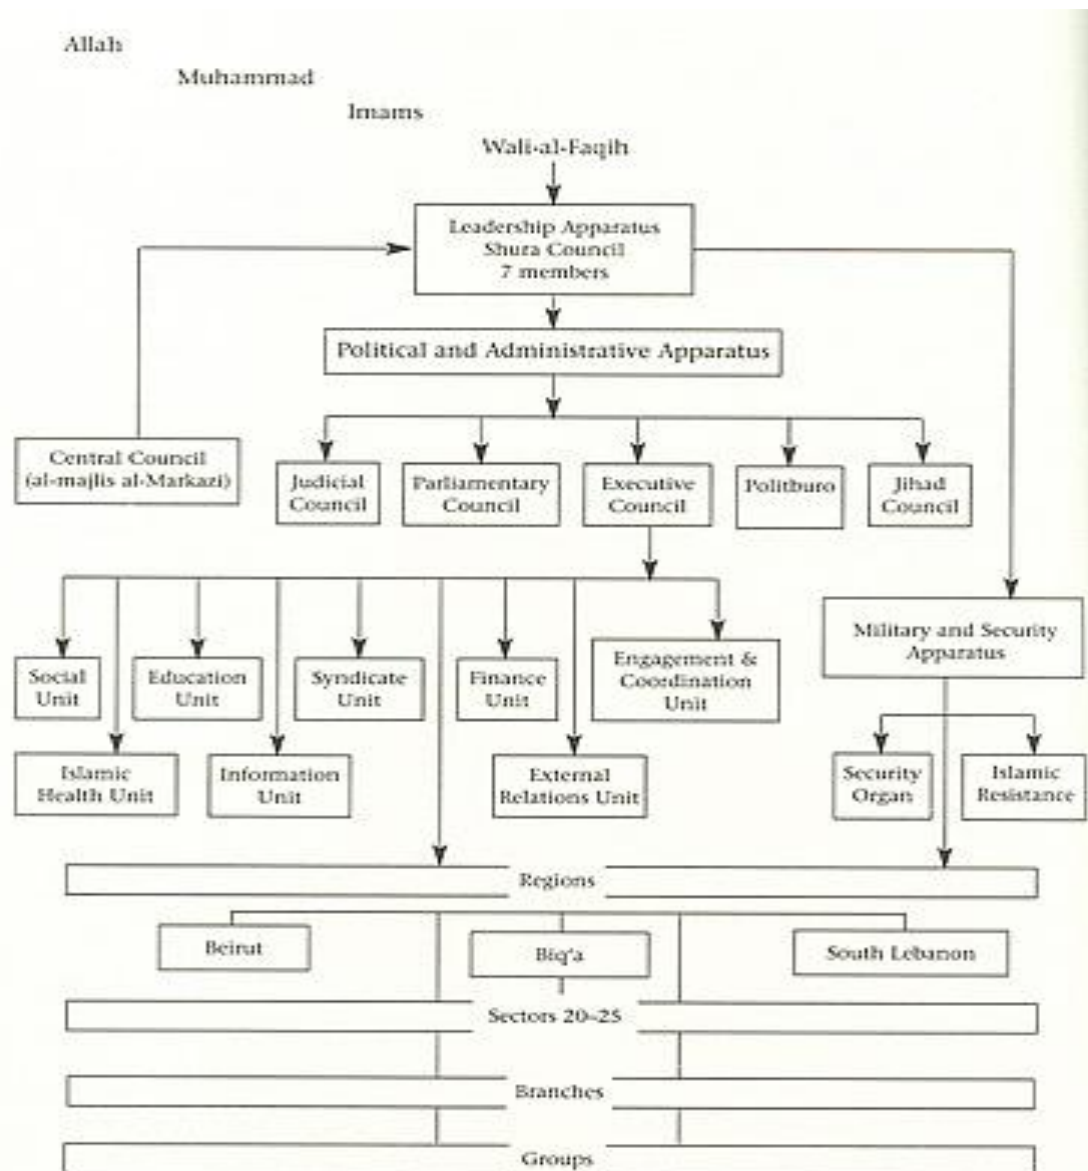 Allah
Muhammad
Imams
Wali-al-Faqih
Leadership Apparatus
Shura Council
7 members
Political and Administrative Apparatus
Central Council
(al-majlis al-Markazi)
Judicial
Council
Parliamentary
Council
Executive
Council
Politburo
Jihad
Council
Military and Security
Apparatus
Social
Unit
Education
Unit
Syndicate
Unit
Finance
Unit
Engagement &
Coordination
Unit
Islamic
Health Unit
Information
Unit
External
Relations Unit
Security
Organ
Islamic
Resistance
Regions
Beirut
Biq'a
South Lebanon
Sectors 20–25
Branches
Groups